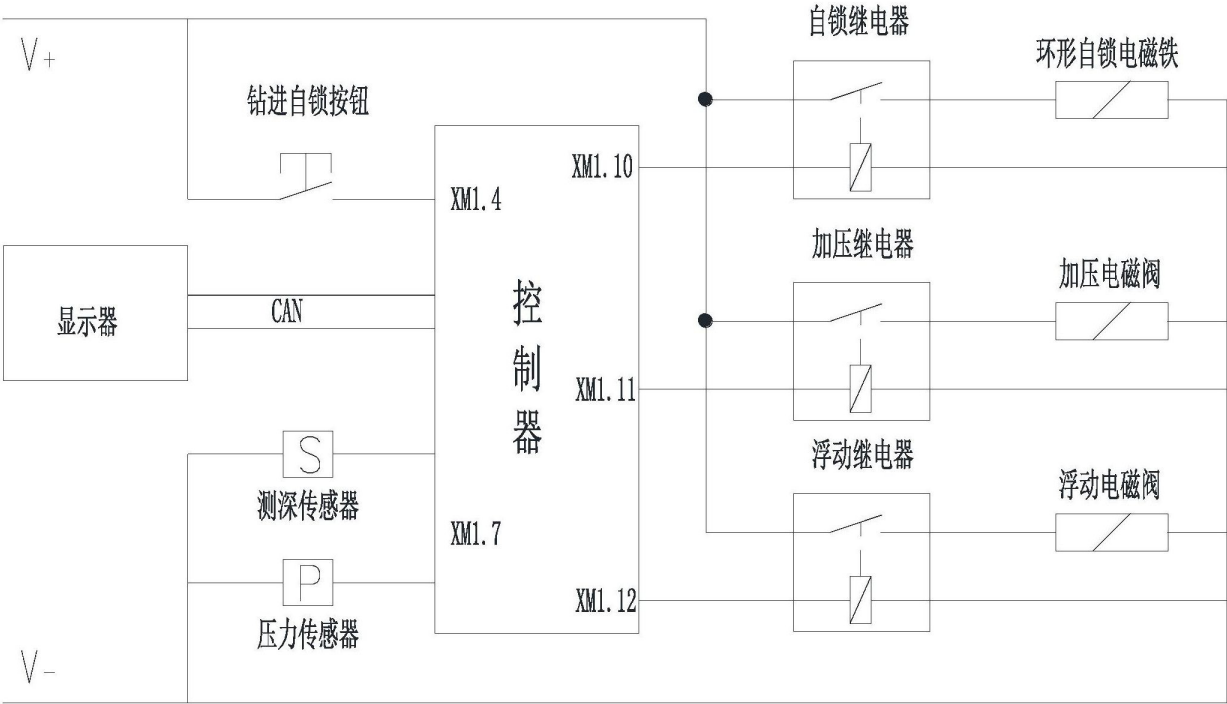 V+
自锁继电器
环形自锁电磁铁
钻进自锁按钮
XM1.10
XM1.4
加压继电器
加压电磁阀
显示器
CAN
控制器
XM1.11
浮动继电器
S
浮动电磁阀
测深传感器
XM1.7
P
XM1.12
压力传感器
V-